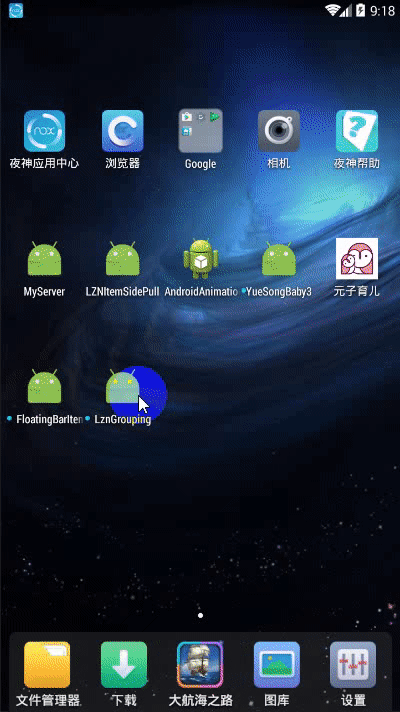 9:18
nox
夜神应用中心
浏览器
Google
相机
夜神帮助
MyServer
LZNItemSidePull
AndroidAnimatio
YueSongBaby3
元子育儿
FloatingBarIten
LznGrouping
文件管理器
下载
大航海之路
图库
设置